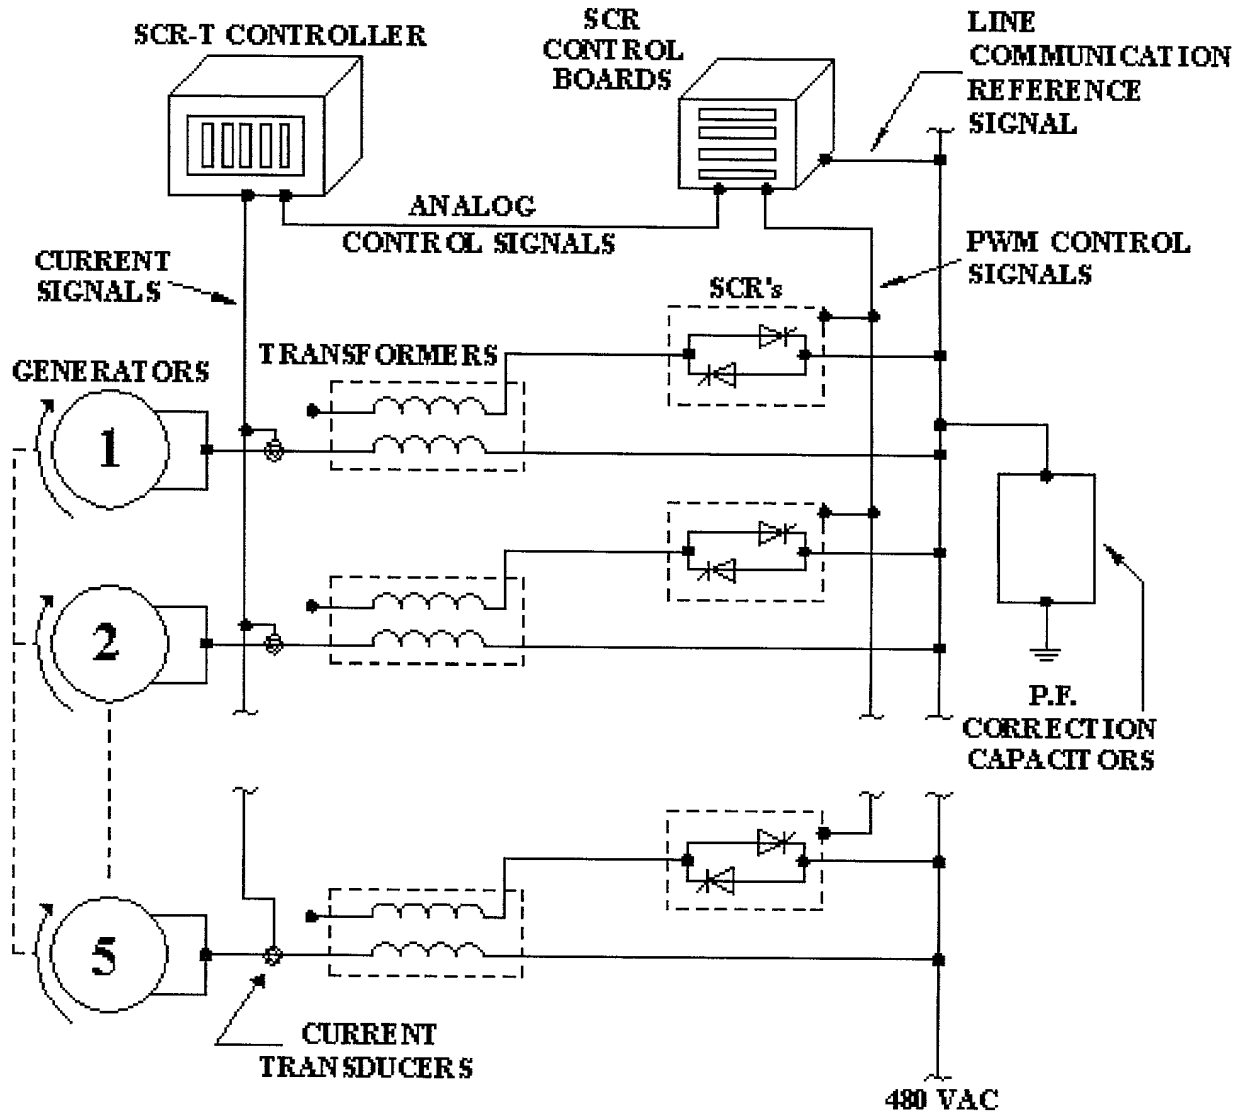 SCR-T CONTROLLER
SCR
CONTROL
BOARDS
LINE
COMMUNICATION
REFERENCE
SIGNAL
ANALOG
CONTROL SIGNALS
CURRENT
SIGNALS
PWM CONTROL
SIGNALS
SCR's
TRANSFORMERS
GENERATORS
1
2
P.F.
CORRECTION
CAPACITORS
5
CURRENT
TRANSDUCERS
480 VAC